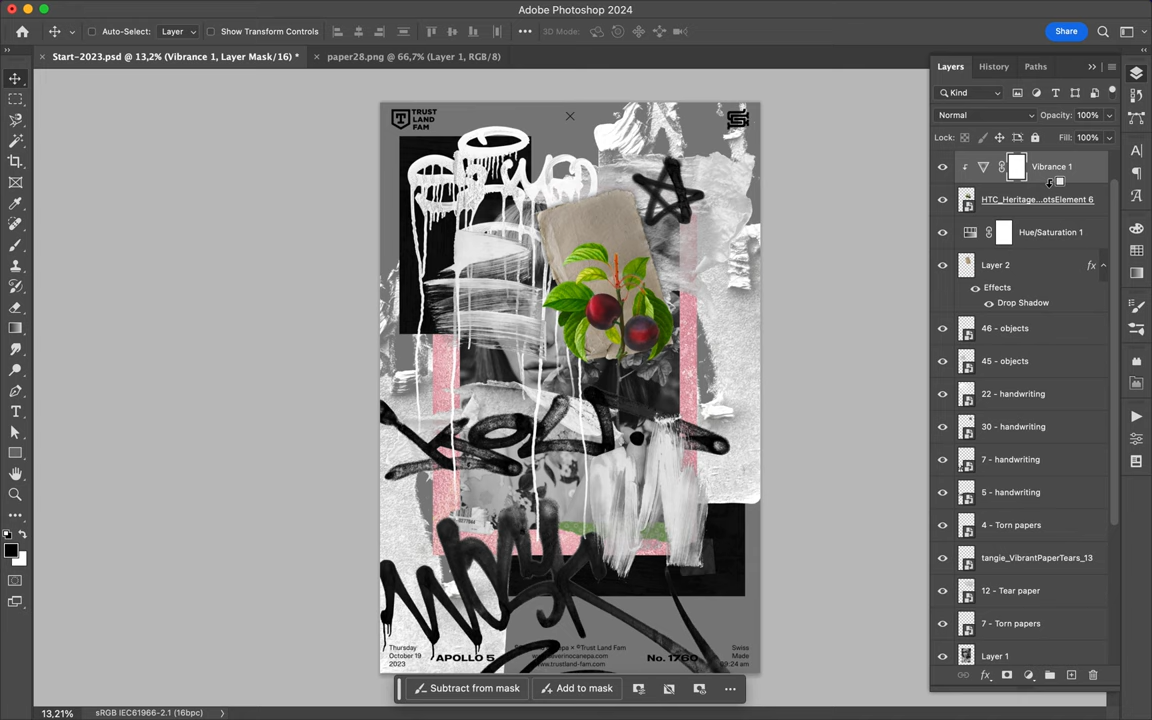 Adobe Photoshop 2024
Auto-Select:
Layer
Show Transform Controls
3D Mode:
Share
Start-2023.psd @ 13,2% (Vibrance 1, Layer Mask/16) *
paper28.png @ 66,7% (Layer 1, RGB/8)
Layers
History
Paths
Kind
Normal
Opacity: 100%
Lock:
Fill: 100%
Vibrance 1
HTC_Heritage...otsElement 6
Hue/Saturation 1
Layer 2
fx
Effects
Drop Shadow
46 - objects
45 - objects
22 - handwriting
30 - handwriting
7 - handwriting
5 - handwriting
4 - Torn papers
tangie_VibrantPaperTears_13
12 - Tear paper
7 - Torn papers
Layer 1
TRUST
LAND
FAM
Thursday
October 19
2023
APOLLO 5
No. 1760
Swiss
Made
Subtract from mask
Add to mask
13,21%
sRGB IEC61966-2.1 (16bpc)